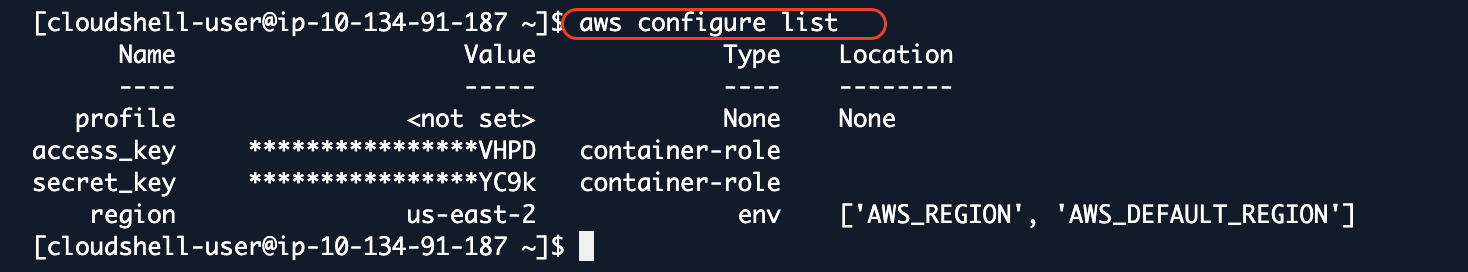 [cloudshell-user@ip-10-134-91-187 ~]$ aws configure list
      Name                    Value             Type    Location
      ----                    -----             ----    --------
   profile                <not set>             None    None
access_key     ****************VHPD   container-role
secret_key     ****************YC9k   container-role
    region                us-east-2              env    ['AWS_REGION', 'AWS_DEFAULT_REGION']
[cloudshell-user@ip-10-134-91-187 ~]$